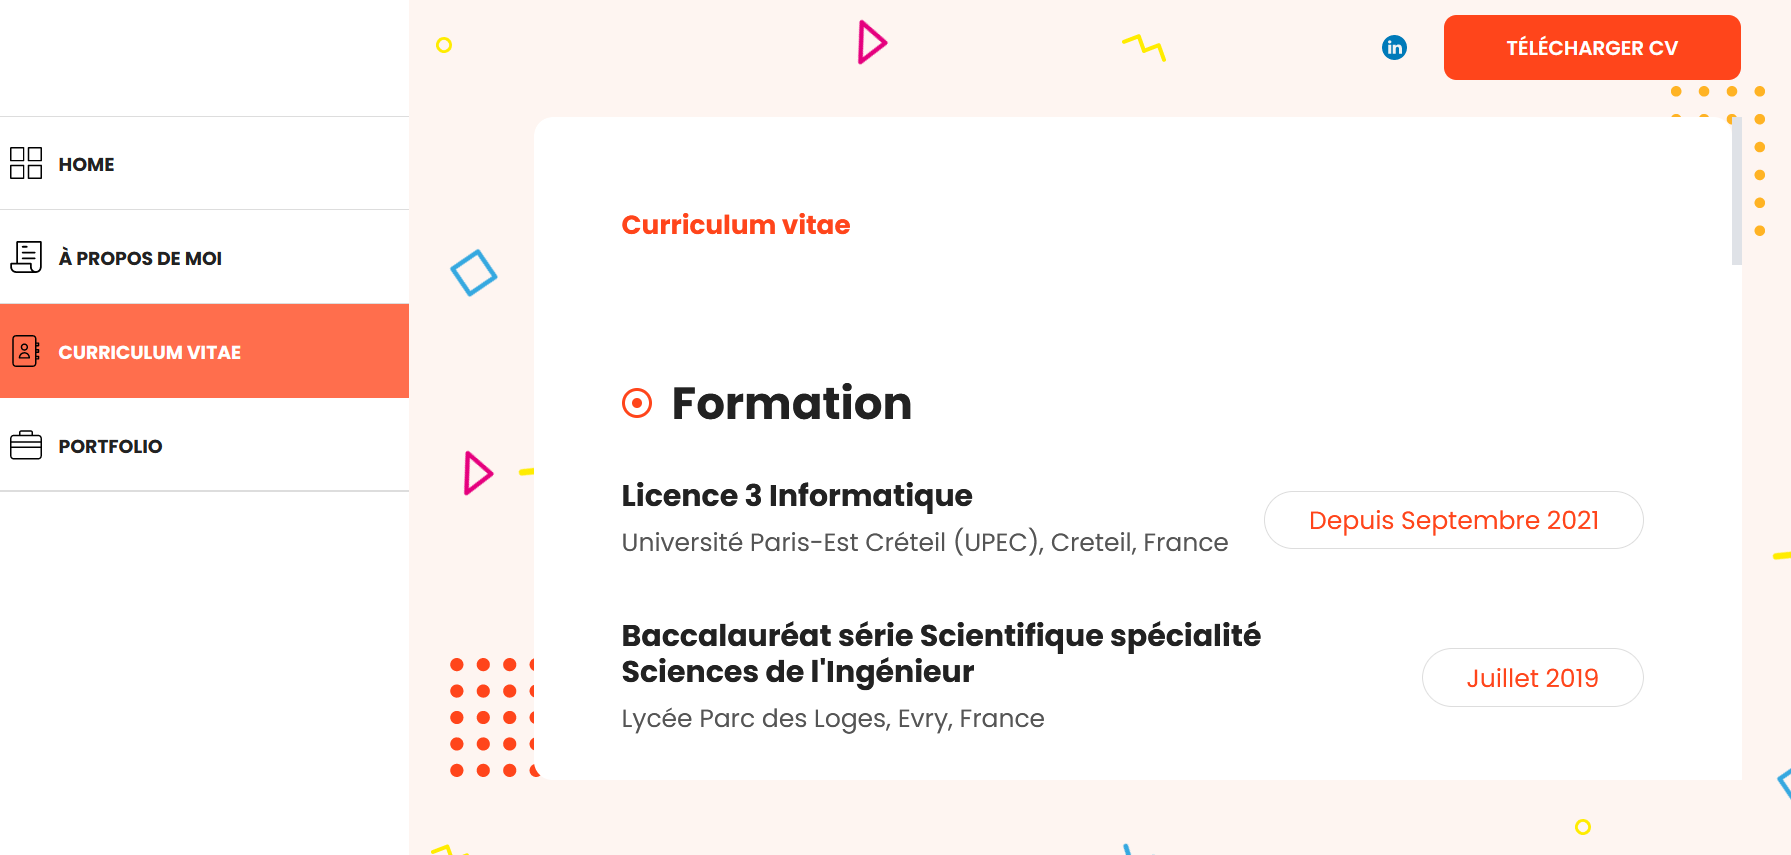 in
TÉLÉCHARGER CV
HOME
À PROPOS DE MOI
CURRICULUM VITAE
PORTFOLIO
Curriculum vitae
Formation
Licence 3 Informatique
Université Paris-Est Créteil (UPEC), Creteil, France
Depuis Septembre 2021
Baccalauréat série Scientifique spécialité
Sciences de l'Ingénieur
Lycée Parc des Loges, Evry, France
Juillet 2019